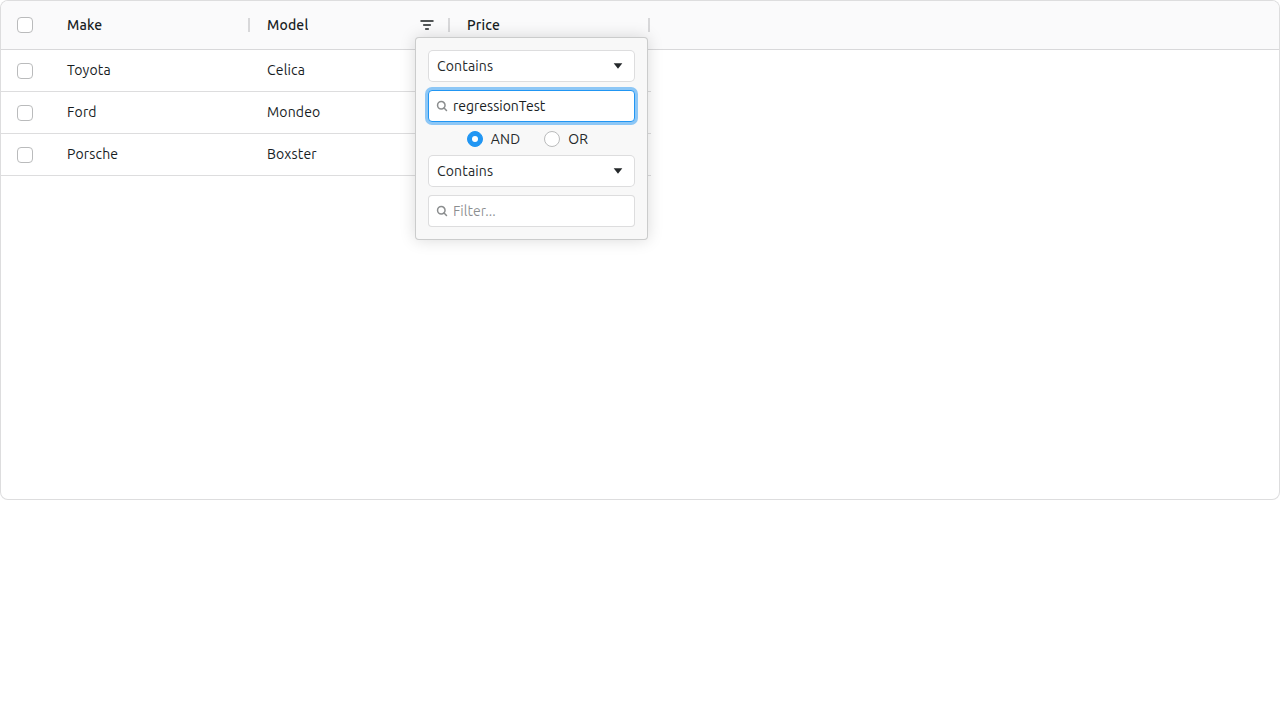 Make Model Price
Toyota Celica
Contains
regressionTest
Ford Mondeo
AND OR
Porsche Boxster
Contains
Filter...